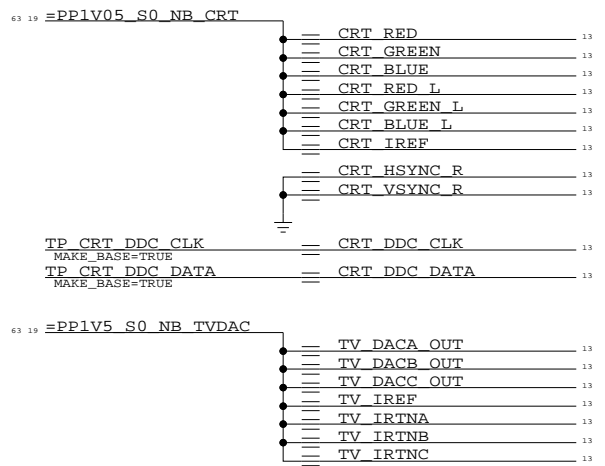 63 19 =PP1V05_S0_NB_CRT
CRT_RED 13
CRT_GREEN 13
CRT_BLUE 13
CRT_RED_L 13
CRT_GREEN_L 13
CRT_BLUE_L 13
CRT_IREF 13
CRT_HSYNC_R 13
CRT_VSYNC_R 13
TP_CRT_DDC_CLK CRT_DDC_CLK 13
MAKE_BASE=TRUE
TP_CRT_DDC_DATA CRT_DDC_DATA 13
MAKE_BASE=TRUE
63 19 =PP1V5_S0_NB_TVDAC
TV_DACA_OUT 13
TV_DACB_OUT 13
TV_DACC_OUT 13
TV_IREF 13
TV_IRTNA 13
TV_IRTNB 13
TV_IRTNC 13